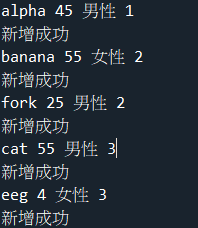 alpha 45 男性 1
新增成功
banana 55 女性 2
新增成功
fork 25 男性 2
新增成功
cat 55 男性 3
新增成功
eeg 4 女性 3
新增成功